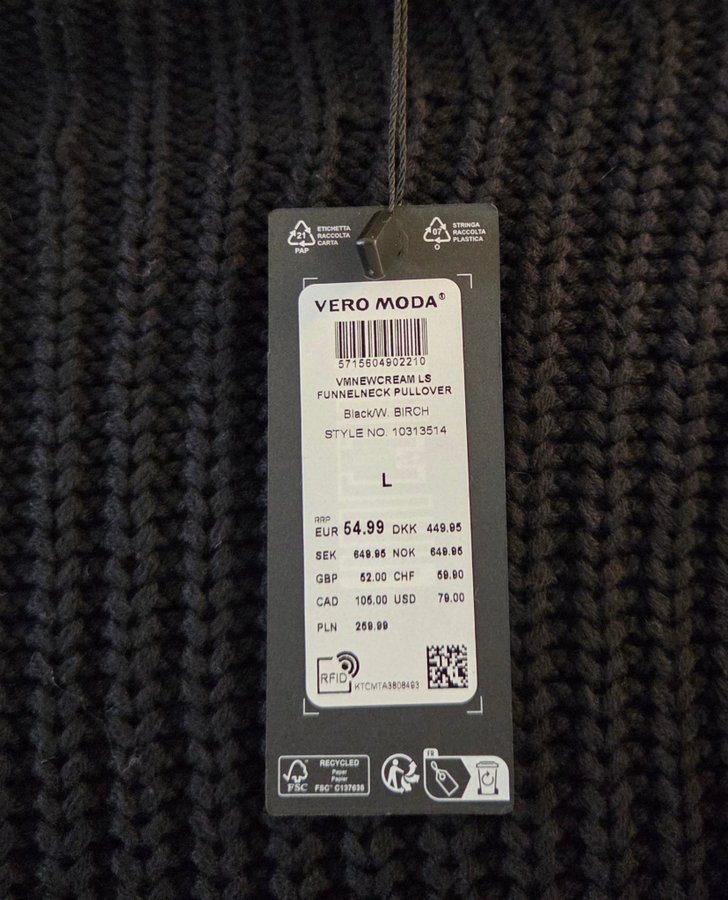 21
PAP
ETICHETTA
RACCOLTA
CARTA
07
O
STRINGA
RACCOLTA
PLASTICA
VERO MODA®
5715604902210
VMNEWCREAM LS
FUNNELNECK PULLOVER
Black/W. BIRCH
STYLE NO. 10313514
L
RRP
EUR 54.99 DKK 449.95
SEK 649.95 NOK 649.95
GBP 52.00 CHF 59.90
CAD 105.00 USD 79.00
PLN 259.99
RFID
KTCMTA3808493
FSC
RECYCLED
Paper
Papier
FSC® C137638
FR